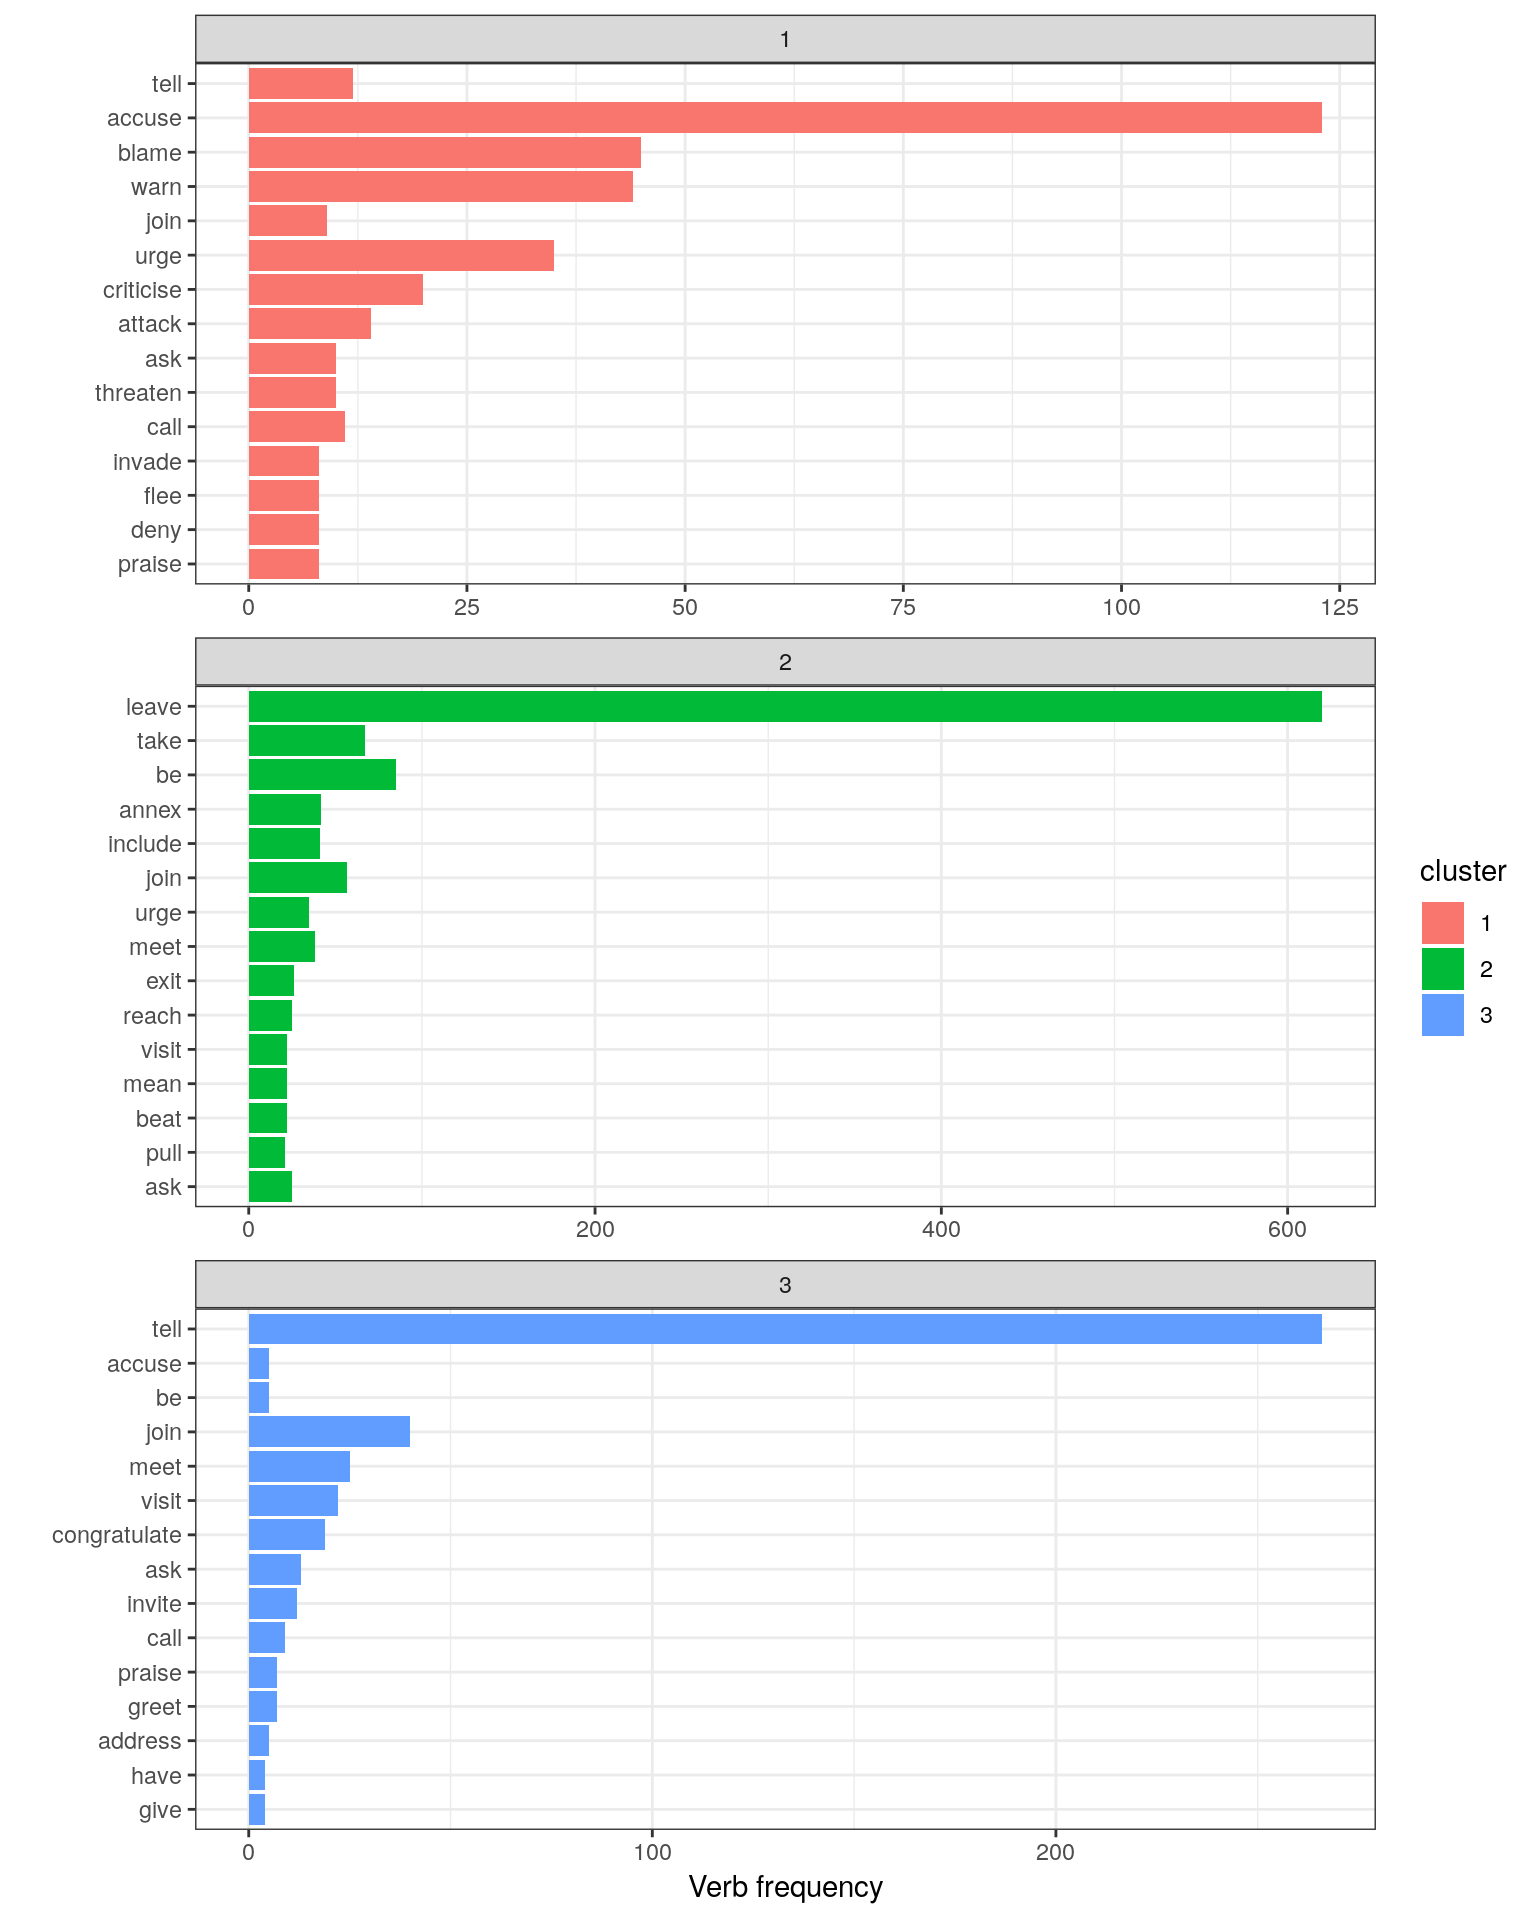 1
tell
accuse
blame
warn
join
urge
criticise
attack
ask
threaten
call
invade
flee
deny
praise
0 25 50 75 100 125
2
leave
take
be
annex
include
join
urge
meet
exit
reach
visit
mean
beat
pull
ask
0 200 400 600
3
tell
accuse
be
join
meet
visit
congratulate
ask
invite
call
praise
greet
address
have
give
0 100 200
Verb frequency
cluster
1
2
3